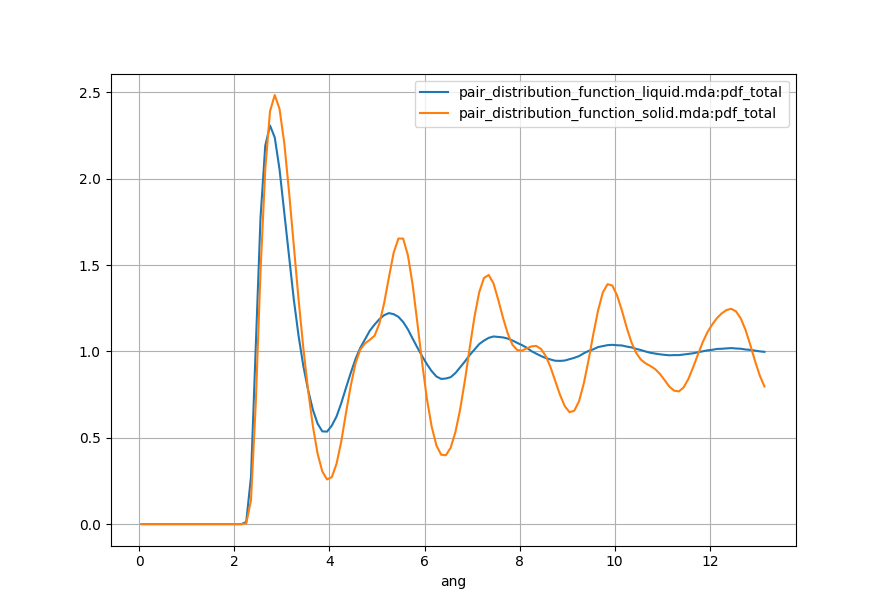 2.5
2.0
1.5
1.0
0.5
0.0
pair_distribution_function_liquid.mda:pdf_total
pair_distribution_function_solid.mda:pdf_total
0 2 4 6 8 10 12
ang